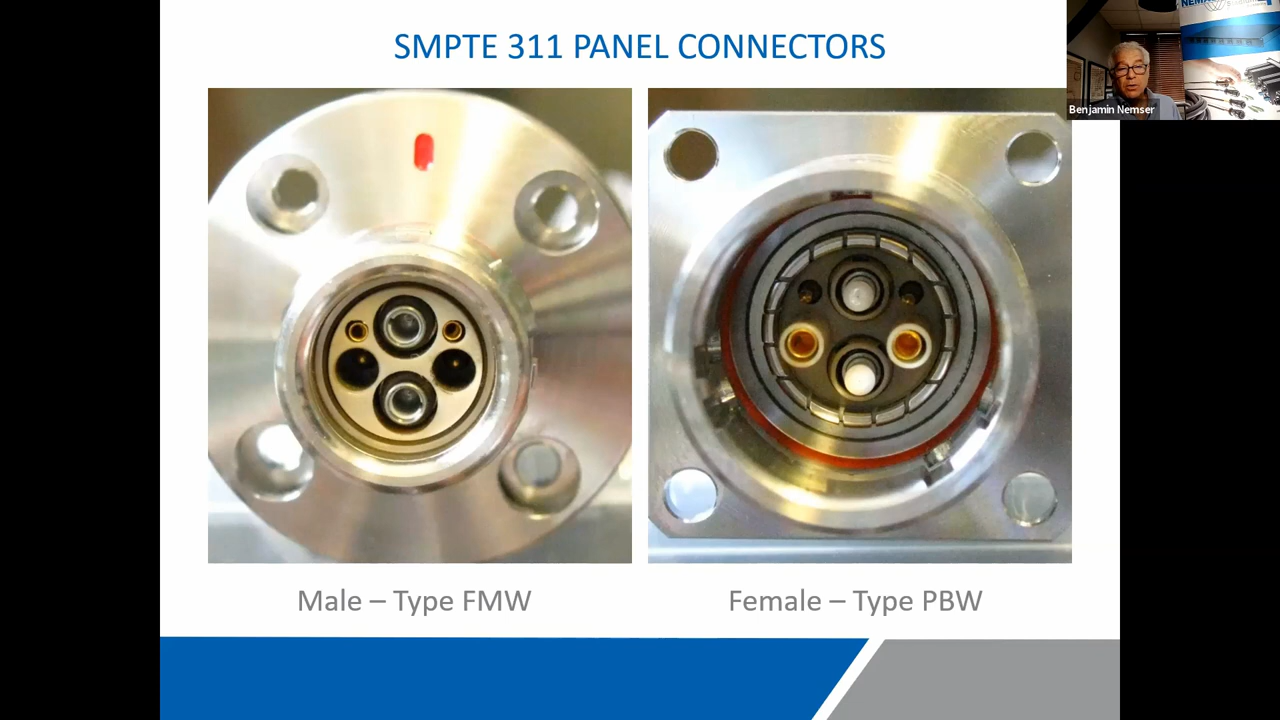 SMPTE 311 PANEL CONNECTORS
Benjamin Nemser
Male – Type FMW
Female – Type PBW